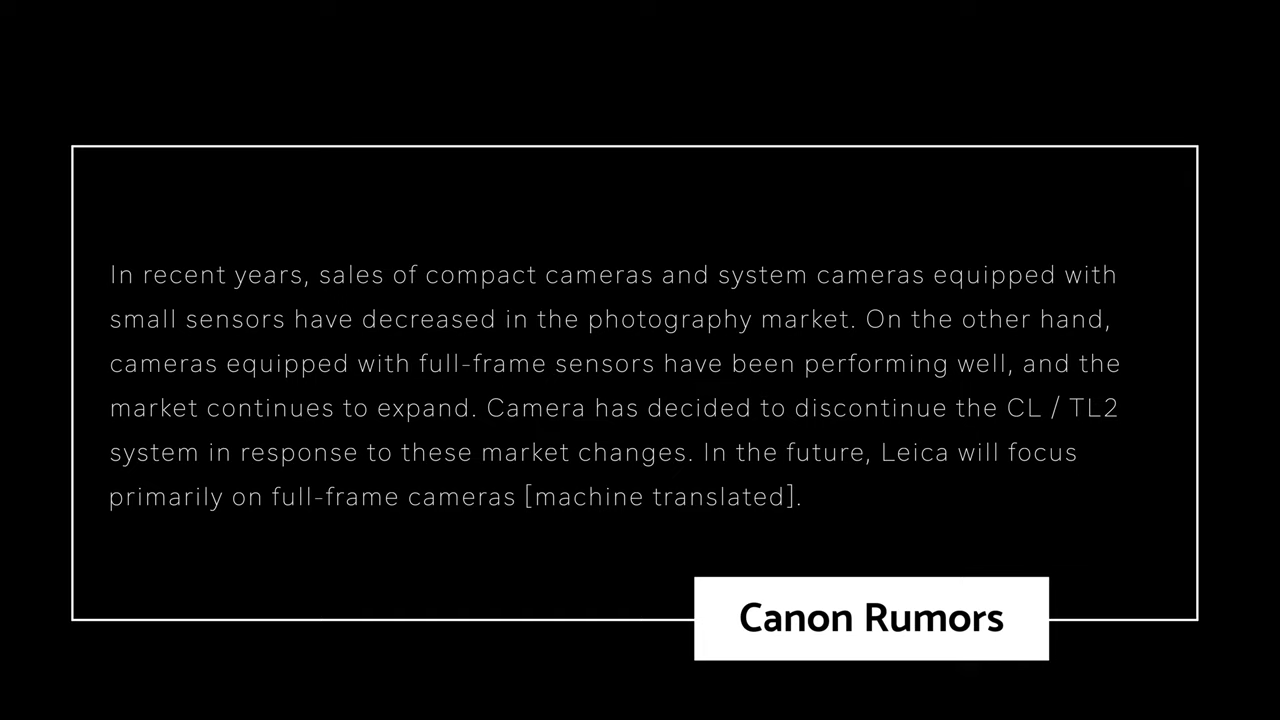 In recent years, sales of compact cameras and system cameras equipped with
small sensors have decreased in the photography market. On the other hand,
cameras equipped with full-frame sensors have been performing well, and the
market continues to expand. Camera has decided to discontinue the CL / TL2
system in response to these market changes. In the future, Leica will focus
primarily on full-frame cameras [machine translated].
Canon Rumors